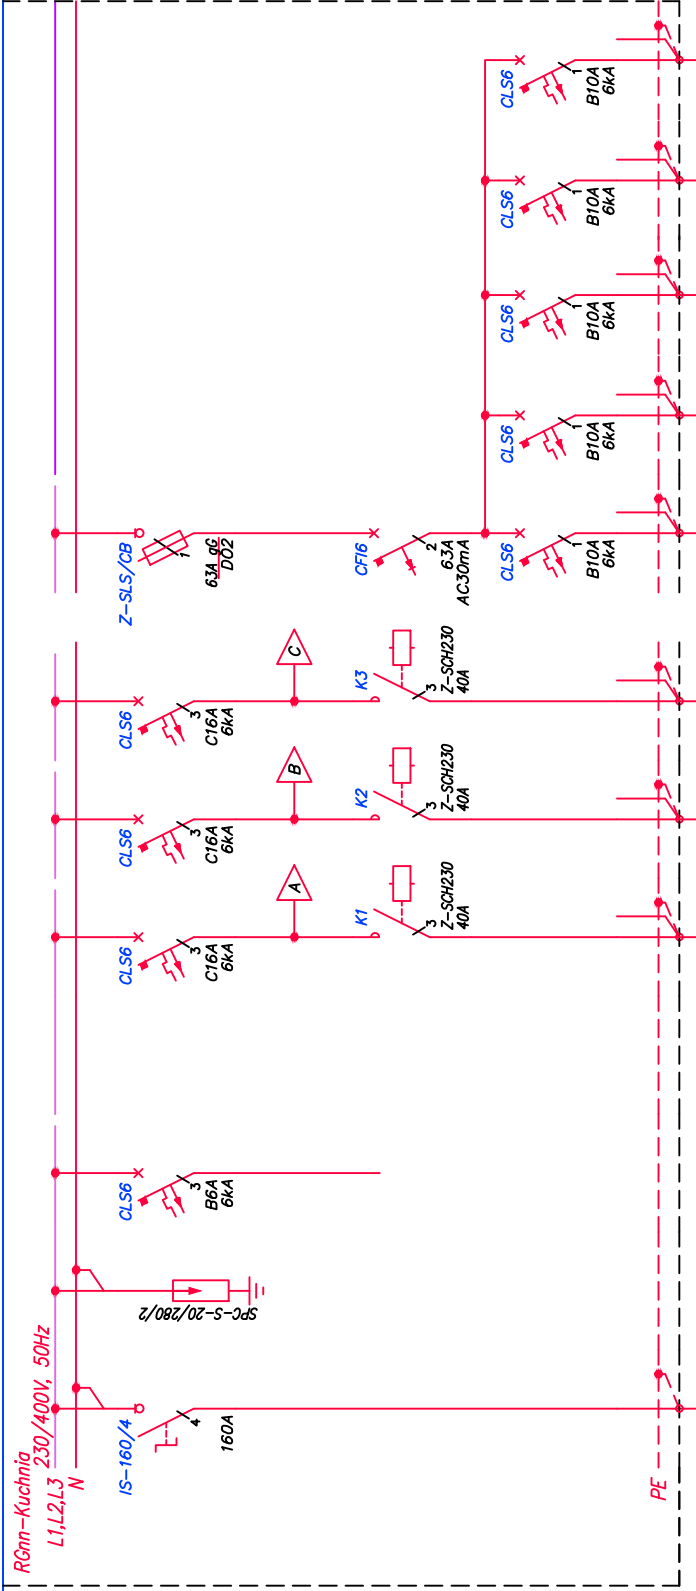 RGnn-Kuchnia
L1,L2,L3 230/400V, 50Hz
N
PE
IS-160/4
4
160A
SPC-S-20/280/2
CLS6
3
B6A
6kA
CLS6
3
C16A
6kA
A
K1
3
Z-SCH230
40A
CLS6
3
C16A
6kA
B
K2
3
Z-SCH230
40A
CLS6
3
C16A
6kA
C
K3
3
Z-SCH230
40A
Z-SLS/CB
1
63A gG
D02
CFI6
2
63A
AC30mA
CLS6
1
B10A
6kA
CLS6
1
B10A
6kA
CLS6
1
B10A
6kA
CLS6
1
B10A
6kA
CLS6
1
B10A
6kA